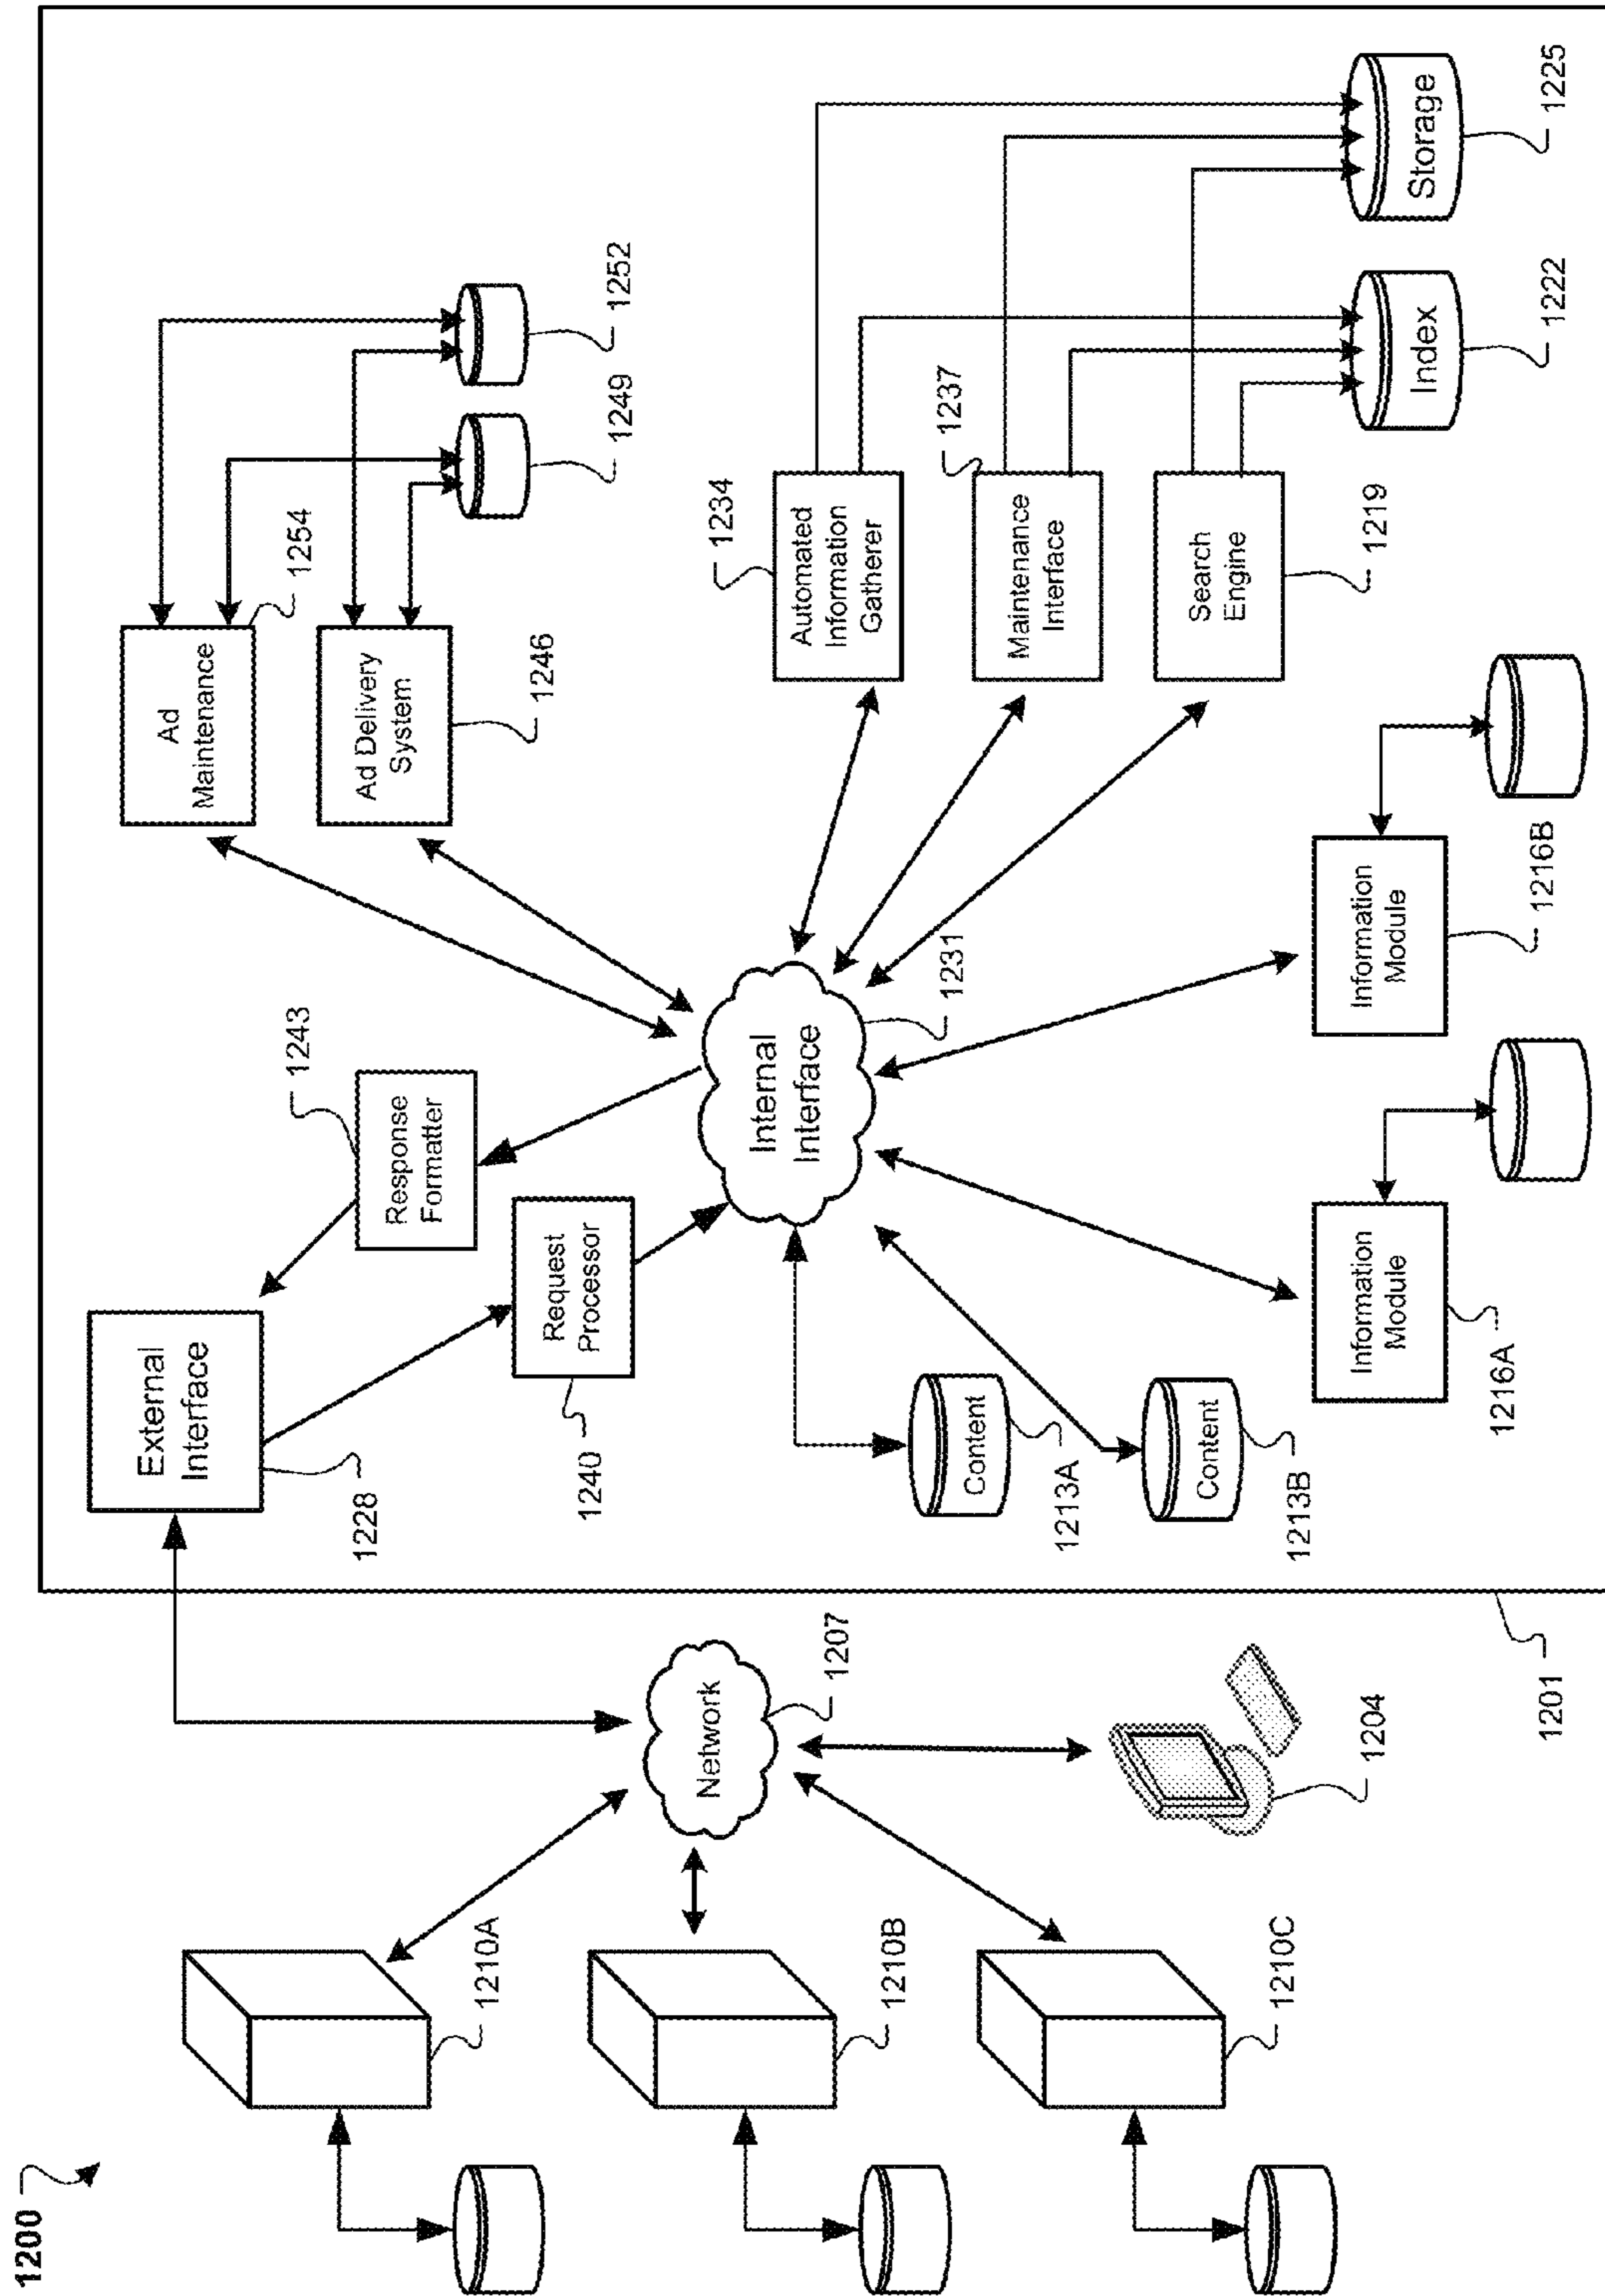 1200
1210A
1210B
1210C
Network
1207
1204
1201
External
Interface
1228
Response
Formatter
1243
Request
Processor
1240
Internal
Interface
1231
Content
1213A
Content
1213B
Information
Module
1216A
Information
Module
1216B
Ad
Maintenance
1254
Ad Delivery
System
1246
1249
1252
Automated
Information
Gatherer
1234
Maintenance
Interface
1237
Search
Engine
1219
Index
1222
Storage
1225